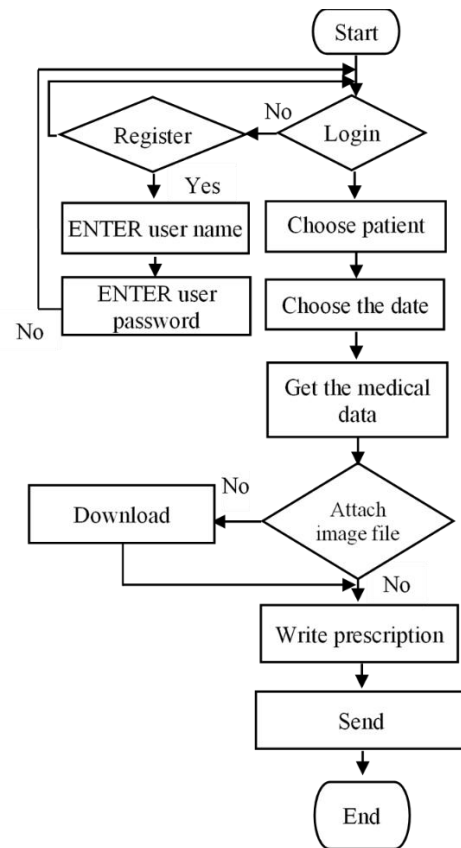 Start
No
Register
Login
Yes
ENTER user name
Choose patient
ENTER user
password
Choose the date
No
Get the medical
data
No
Download
Attach
image file
No
Write prescription
Send
End